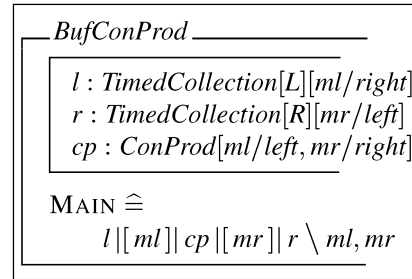 BufConProd
l : TimedCollection[L][ml/right]
r : TimedCollection[R][mr/left]
cp : ConProd[ml/left, mr/right]
MAIN ≙
l |[ ml ]| cp |[ mr ]| r \ ml, mr